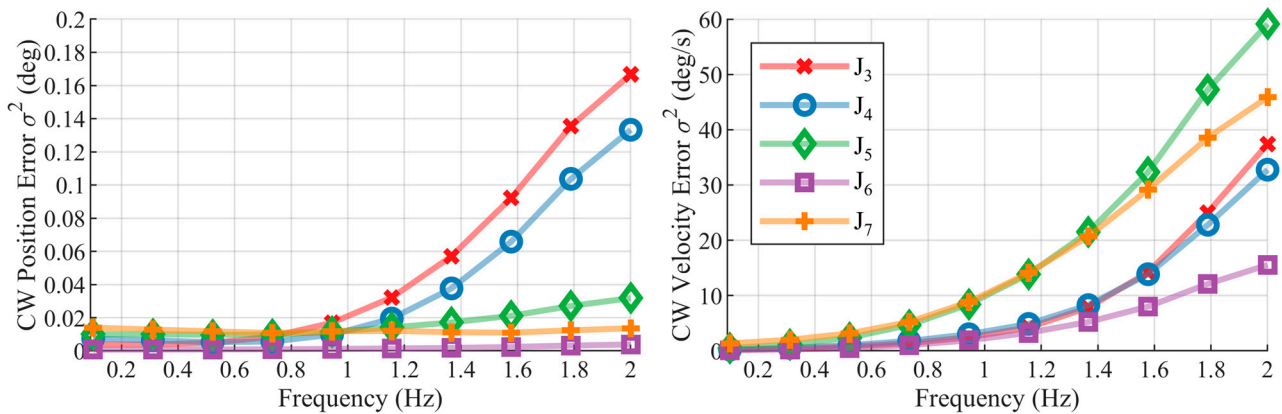 CW Position Error σ² (deg)
0.2
0.18
0.16
0.14
0.12
0.1
0.08
0.06
0.04
0.02
0
0.2 0.4 0.6 0.8 1 1.2 1.4 1.6 1.8 2
Frequency (Hz)
CW Velocity Error σ² (deg/s)
60
50
40
30
20
10
0
0.2 0.4 0.6 0.8 1 1.2 1.4 1.6 1.8 2
Frequency (Hz)
J₃
J₄
J₅
J₆
J₇